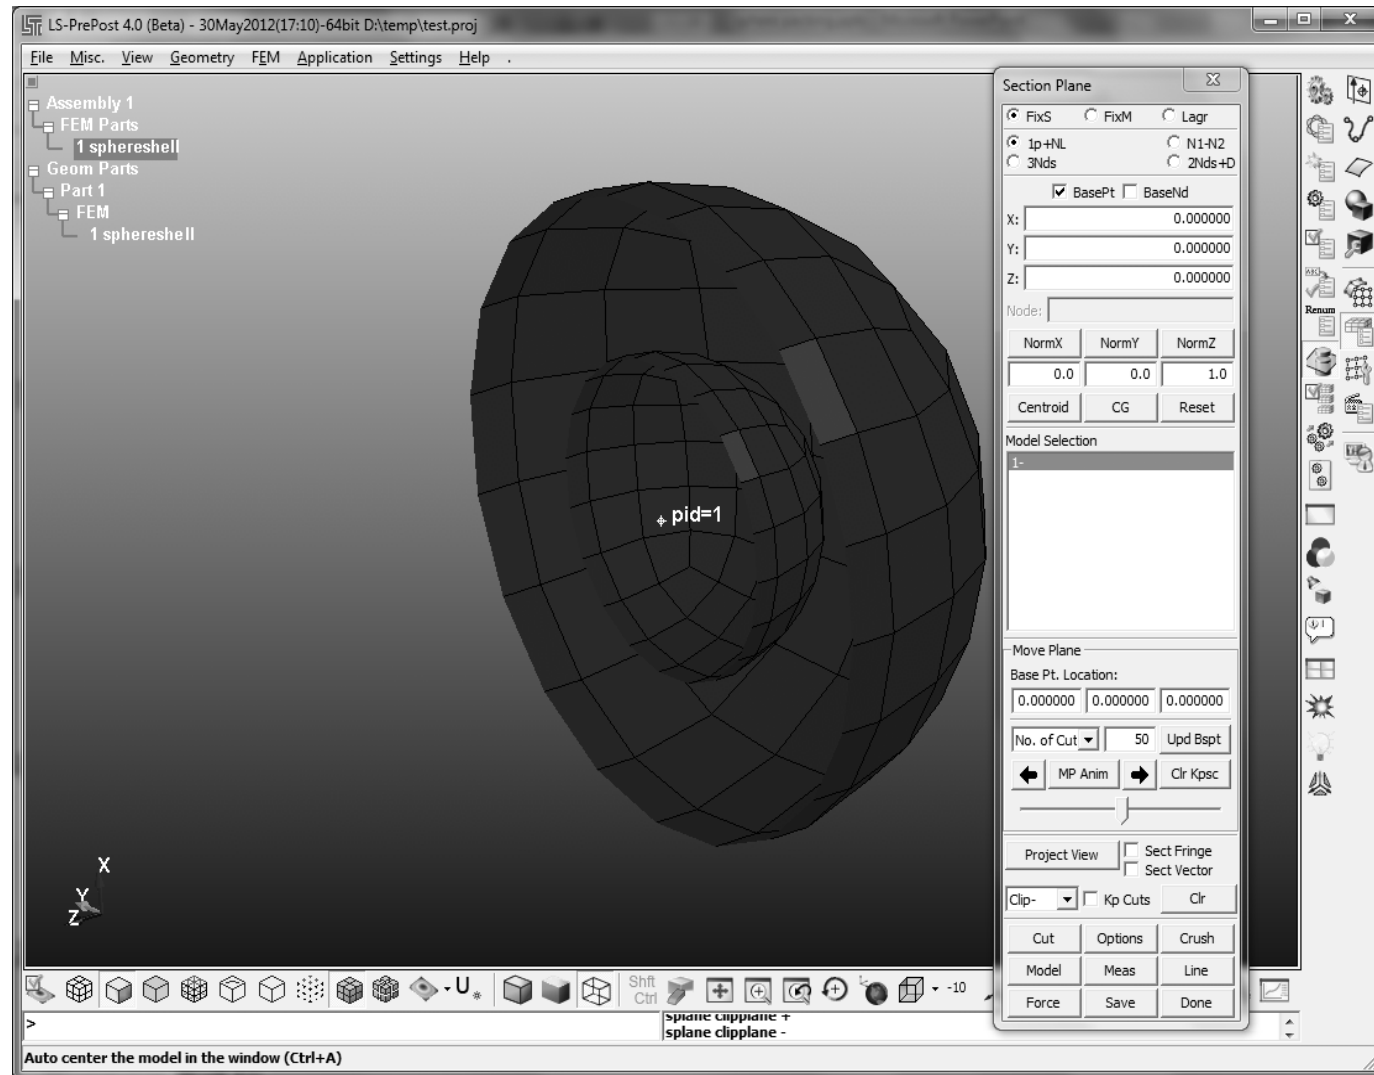 LS-PrePost 4.0 (Beta) - 30May2012(17:10)-64bit D:\temp\test.proj
File Misc. View Geometry FEM Application Settings Help .
Assembly 1
FEM Parts
1 sphereshell
Geom Parts
Part 1
FEM
1 sphereshell
pid=1
X
Y
Z
Section Plane
FixS FixM Lagr
1p+NL N1-N2
3Nds 2Nds+D
BasePt BaseNd
X: 0.000000
Y: 0.000000
Z: 0.000000
Node:
NormX NormY NormZ
0.0 0.0 1.0
Centroid CG Reset
Model Selection
1-
Move Plane
Base Pt. Location:
0.000000 0.000000 0.000000
No. of Cut 50 Upd Bspt
MP Anim Clr Kpsc
Project View Sect Fringe
Sect Vector
Clip- Kp Cuts Clr
Cut Options Crush
Model Meas Line
Force Save Done
Renum
Shft
Ctrl
-10
>
splane clipplane +
splane clipplane -
Auto center the model in the window (Ctrl+A)